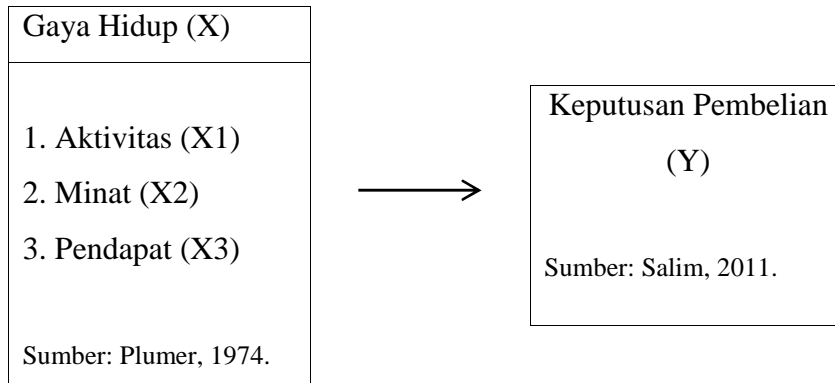 Gaya Hidup (X)
1. Aktivitas (X1)
2. Minat (X2)
3. Pendapat (X3)
Sumber: Plumer, 1974.
Keputusan Pembelian
(Y)
Sumber: Salim, 2011.